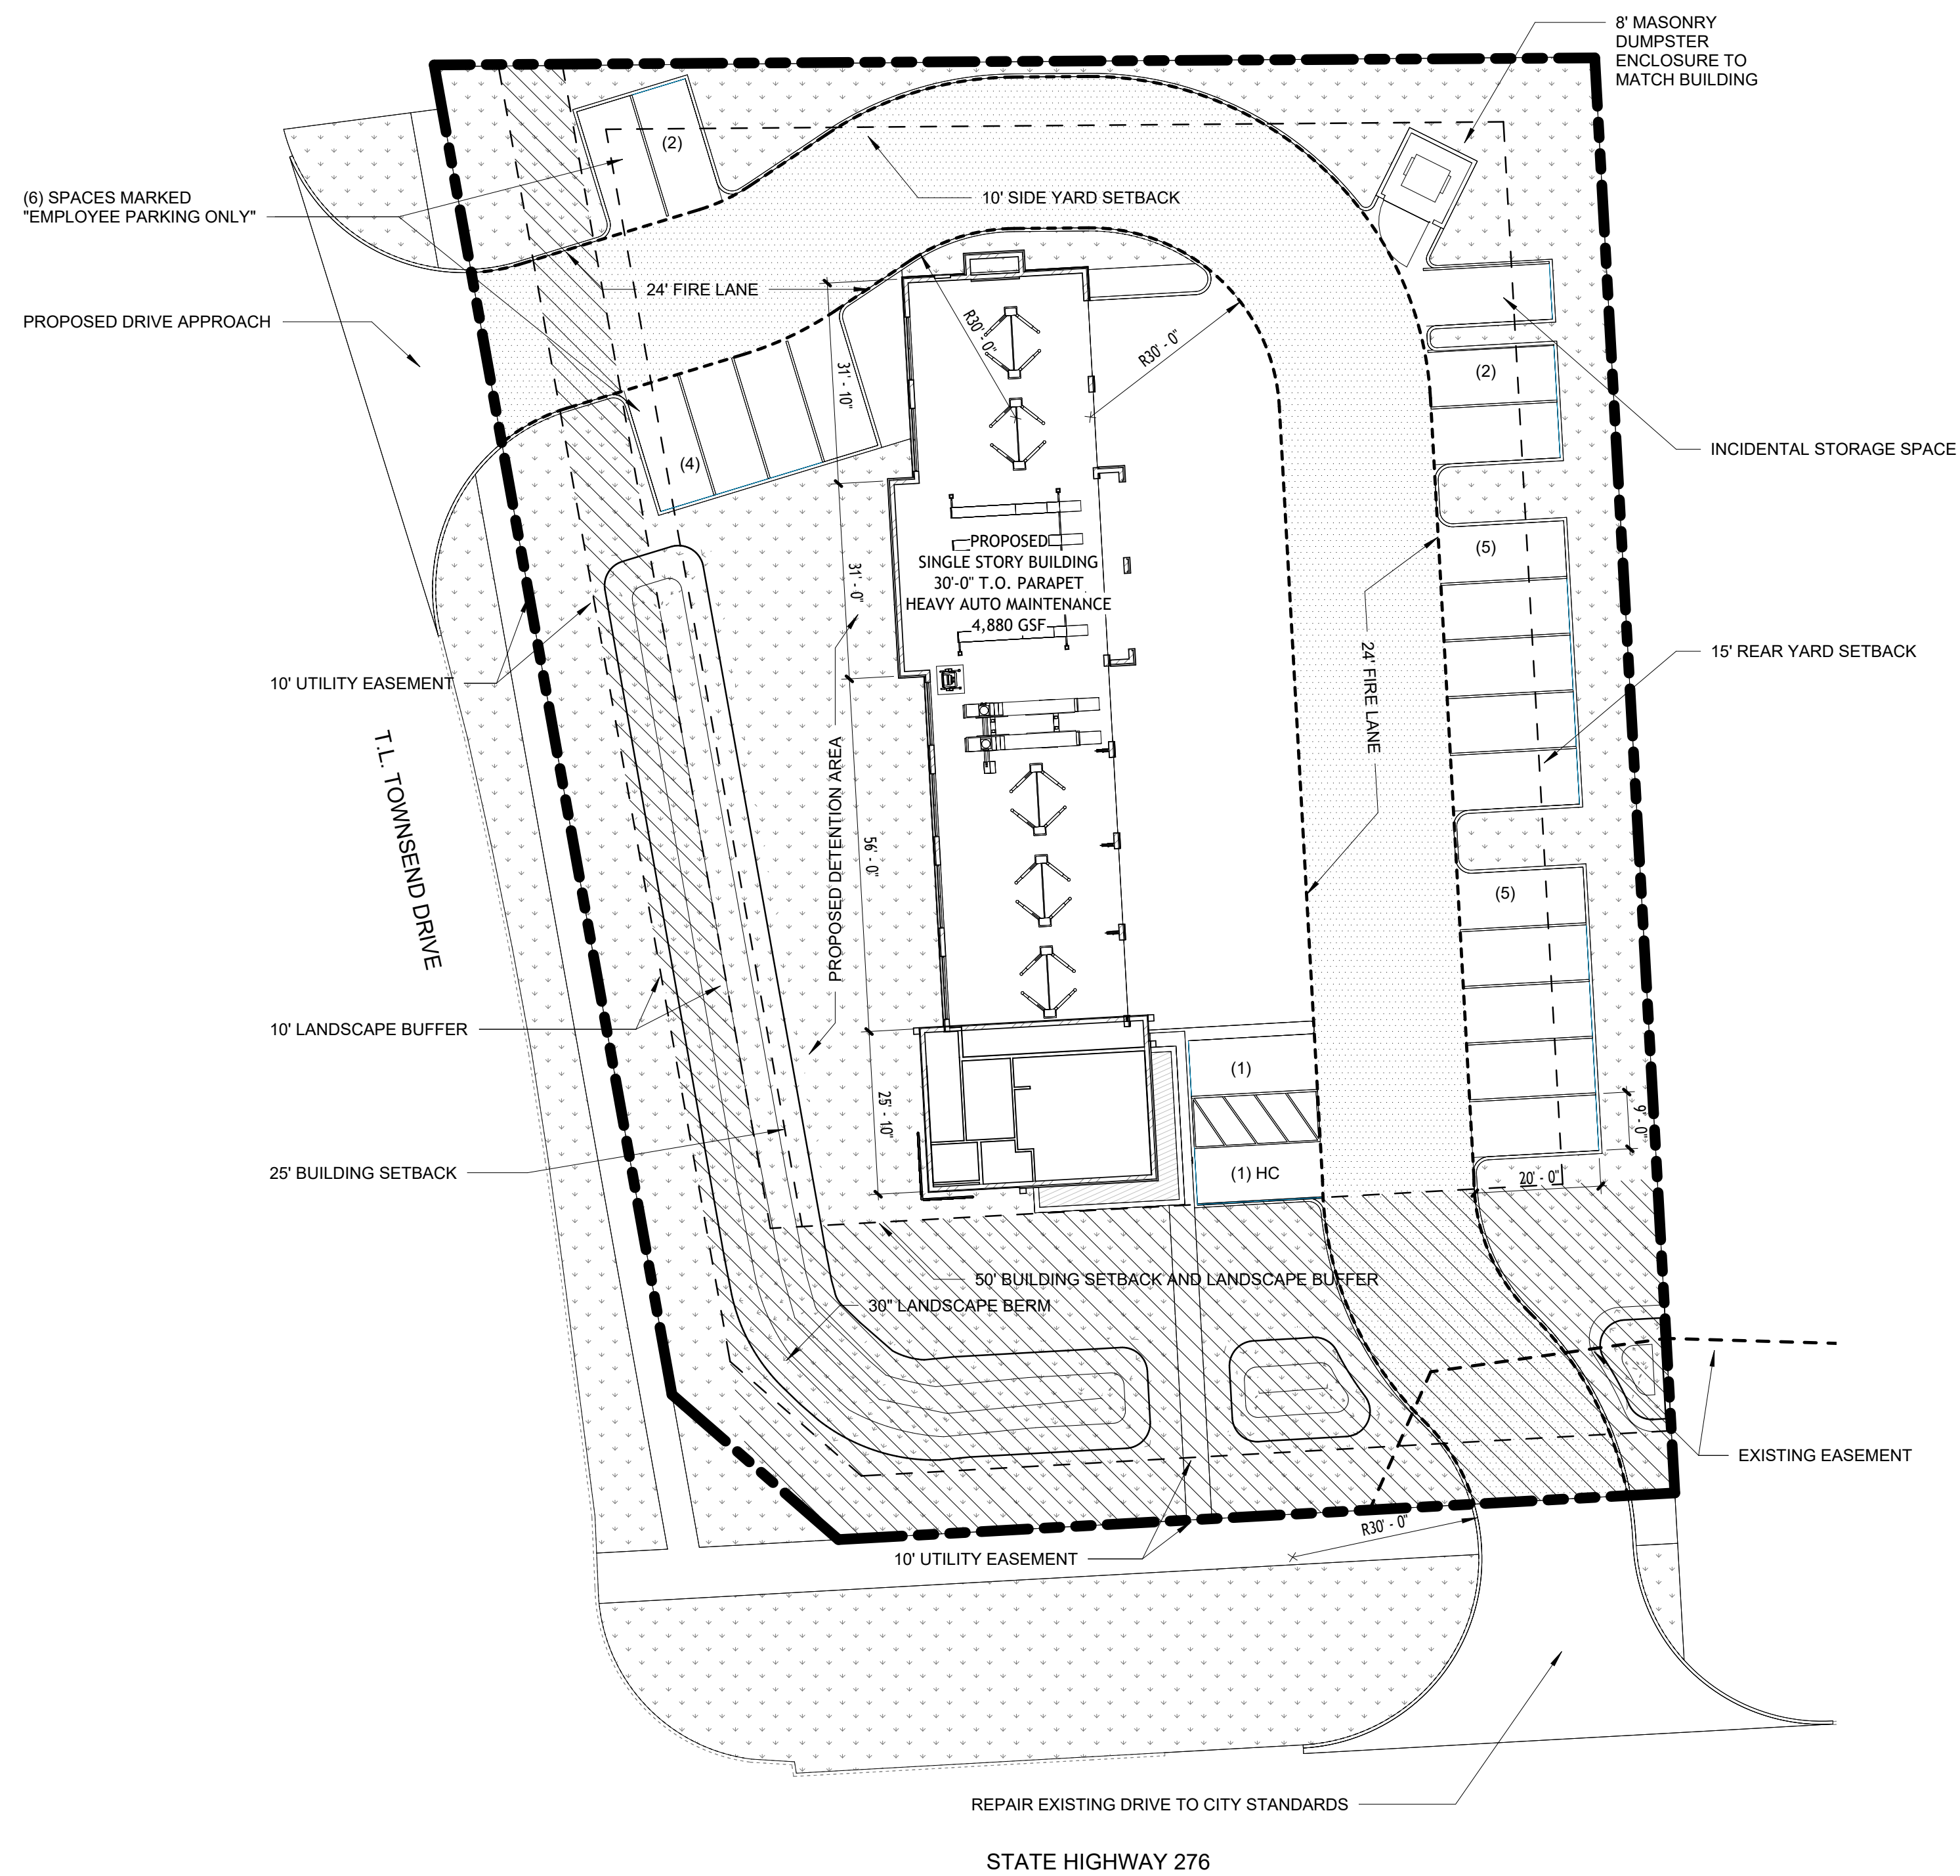 8' MASONRY
DUMPSTER
ENCLOSURE TO
MATCH BUILDING
(2)
(6) SPACES MARKED
"EMPLOYEE PARKING ONLY"
10' SIDE YARD SETBACK
24' FIRE LANE
PROPOSED DRIVE APPROACH
R30' - 0"
R30' - 0"
31' - 10"
(2)
INCIDENTAL STORAGE SPACE
(4)
(5)
PROPOSED
SINGLE STORY BUILDING
30'-0" T.O. PARAPET
HEAVY AUTO MAINTENANCE
4,880 GSF
31' - 0"
24' FIRE LANE
15' REAR YARD SETBACK
10' UTILITY EASEMENT
T.L. TOWNSEND DRIVE
PROPOSED DETENTION AREA
56' - 0"
(5)
10' LANDSCAPE BUFFER
(1)
25' - 10"
9' - 0"
25' BUILDING SETBACK
(1) HC
20' - 0"
50' BUILDING SETBACK AND LANDSCAPE BUFFER
30" LANDSCAPE BERM
EXISTING EASEMENT
R30' - 0"
10' UTILITY EASEMENT
REPAIR EXISTING DRIVE TO CITY STANDARDS
STATE HIGHWAY 276